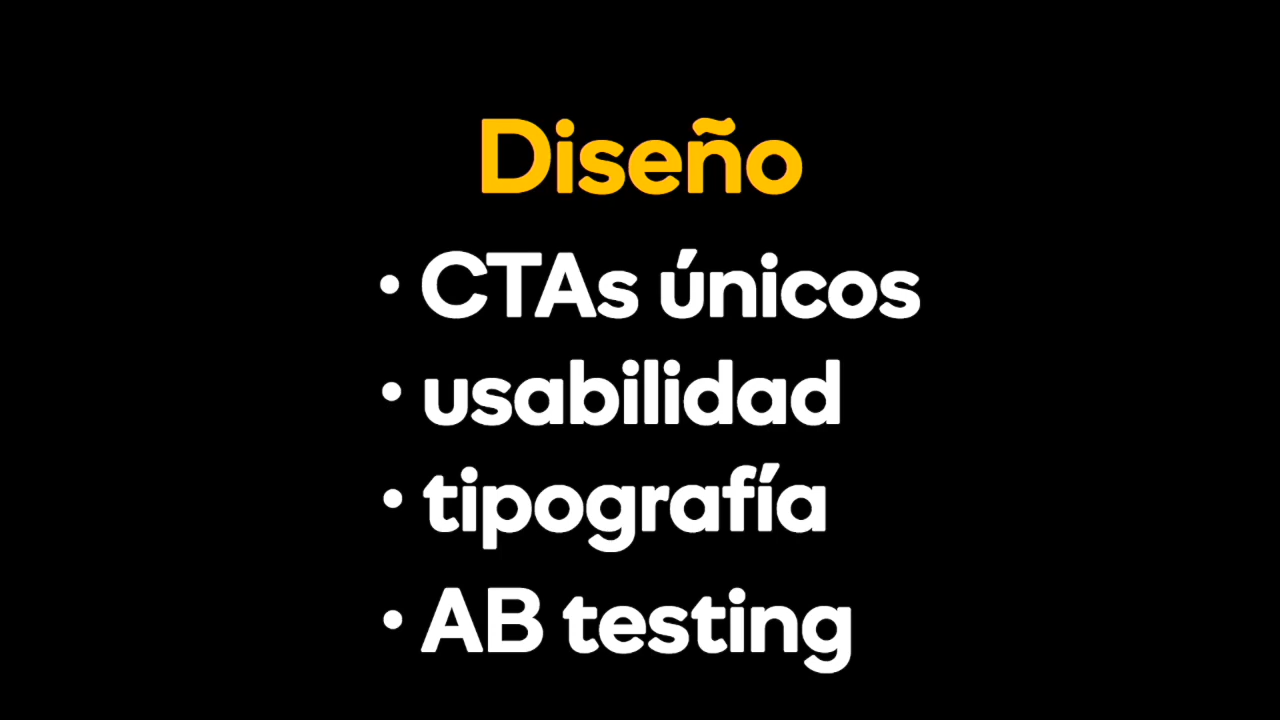 Diseño
• CTAs únicos
• usabilidad
• tipografía
• AB testing